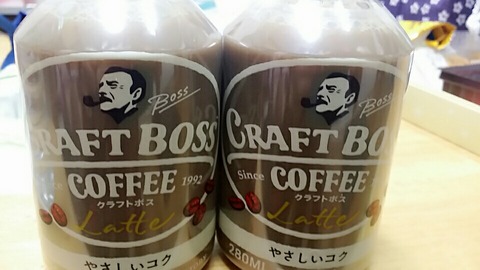 Boss
CRAFT BOSS
COFFEE 1992
クラフトボス
Latte
やさしいコク
Boss
CRAFT BO
Since COFFEE
クラフトボス
Latte
やさしいコク
280ML